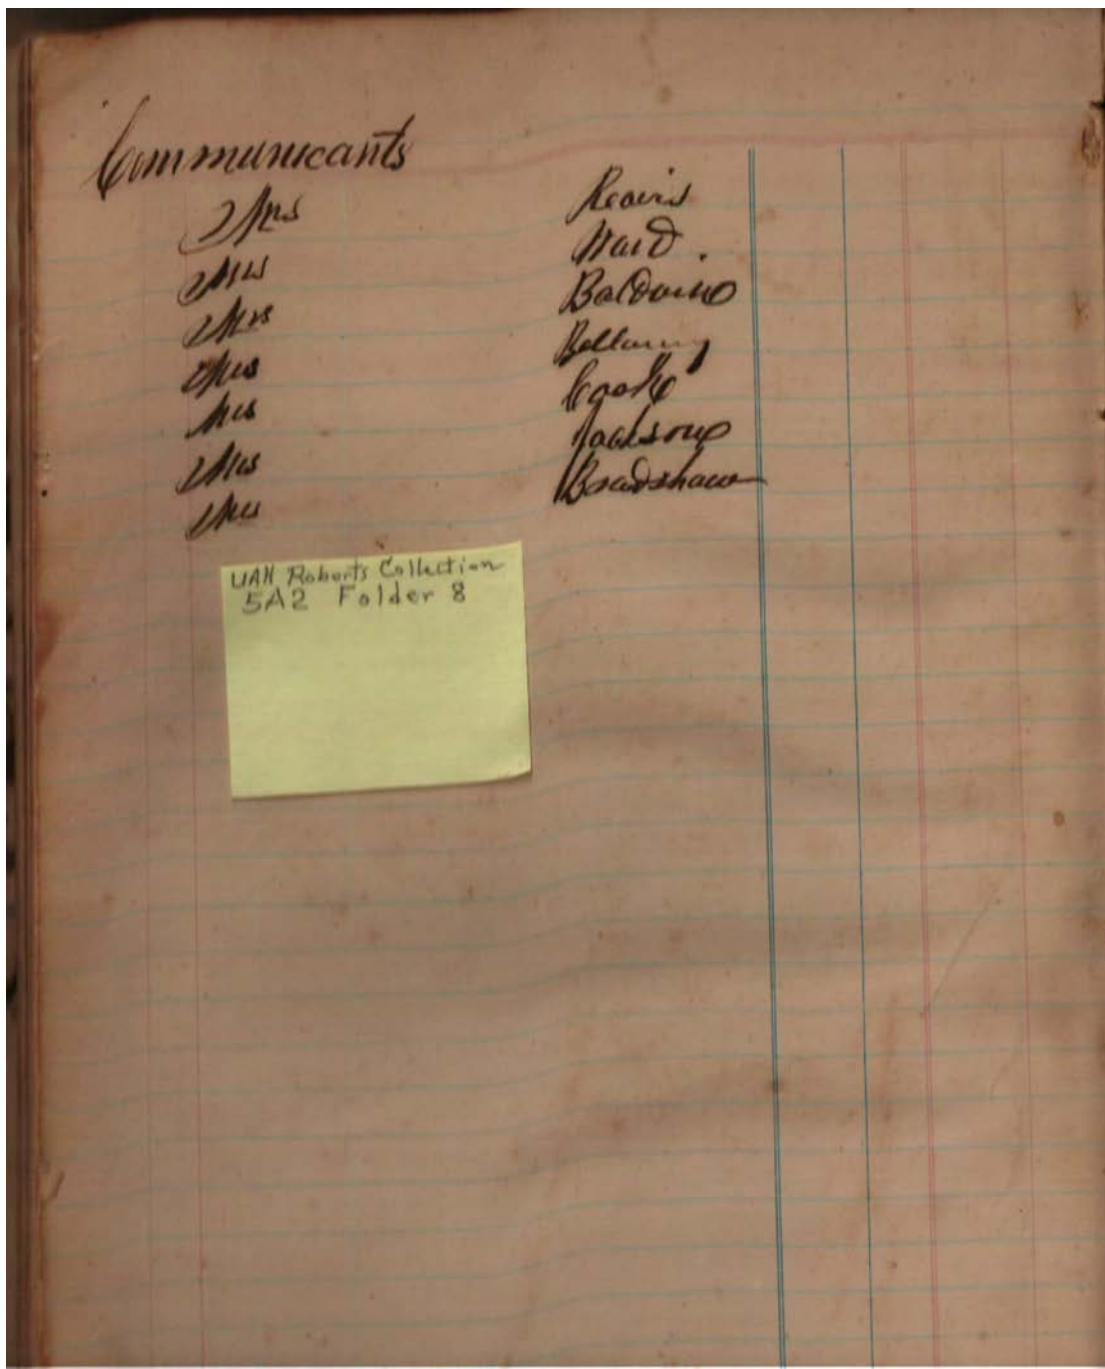 Communicants
Mrs Reavis
Mrs Ward.
Mrs Baldwin
Mrs Bellamy
Mrs Cook
Mrs Jackson
Mrs Bradshaw
UAH Roberts Collection
5A2 Folder 8